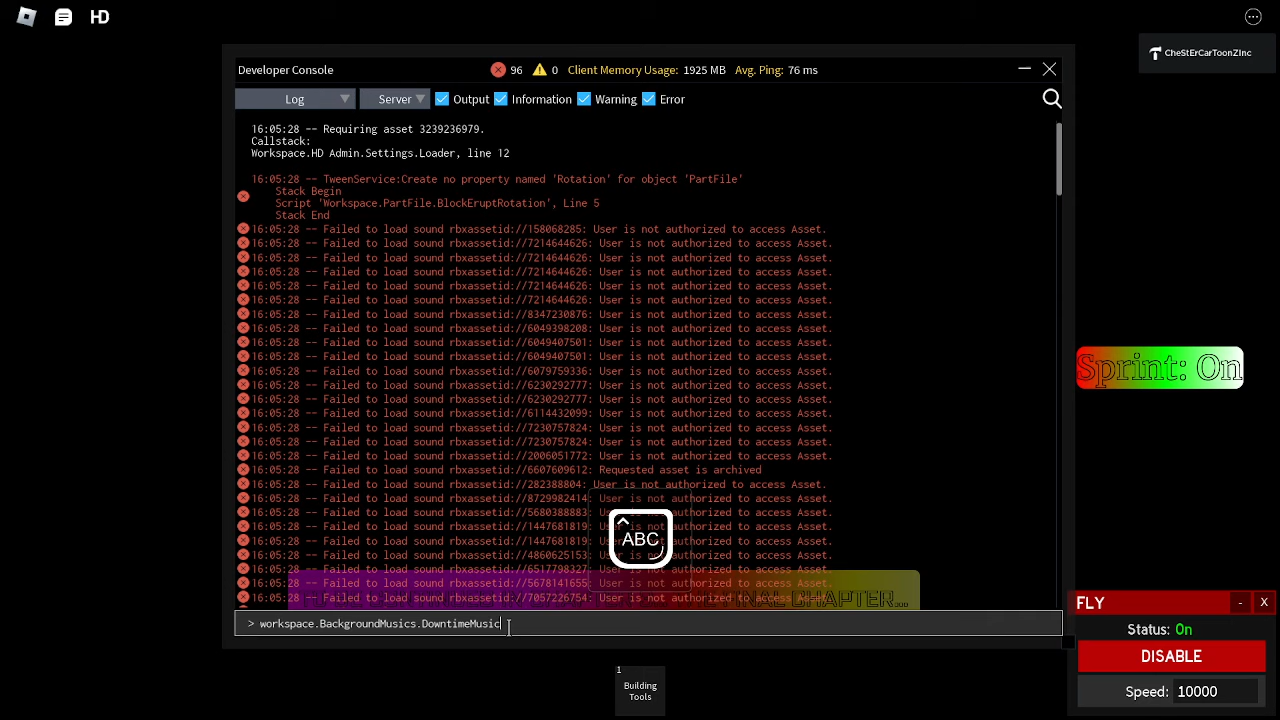 HD
CheStErCarToonZInc
Developer Console
96
0
Client Memory Usage: 1925 MB
Avg. Ping: 76 ms
Log
Server
Output
Information
Warning
Error
16:05:28 -- Requiring asset 3239236979.
Callstack:
Workspace.HD Admin.Settings.Loader, line 12
16:05:28 -- TweenService:Create no property named 'Rotation' for object 'PartFile'
Stack Begin
Script 'Workspace.PartFile.BlockEruptRotation', Line 5
Stack End
16:05:28 -- Failed to load sound rbxassetid://158068285: User is not authorized to access Asset.
16:05:28 -- Failed to load sound rbxassetid://7214644626: User is not authorized to access Asset.
16:05:28 -- Failed to load sound rbxassetid://7214644626: User is not authorized to access Asset.
16:05:28 -- Failed to load sound rbxassetid://7214644626: User is not authorized to access Asset.
16:05:28 -- Failed to load sound rbxassetid://7214644626: User is not authorized to access Asset.
16:05:28 -- Failed to load sound rbxassetid://7214644626: User is not authorized to access Asset.
16:05:28 -- Failed to load sound rbxassetid://8347230876: User is not authorized to access Asset.
16:05:28 -- Failed to load sound rbxassetid://6049398208: User is not authorized to access Asset.
16:05:28 -- Failed to load sound rbxassetid://6049407501: User is not authorized to access Asset.
16:05:28 -- Failed to load sound rbxassetid://6049407501: User is not authorized to access Asset.
16:05:28 -- Failed to load sound rbxassetid://6079759336: User is not authorized to access Asset.
16:05:28 -- Failed to load sound rbxassetid://6230292777: User is not authorized to access Asset.
16:05:28 -- Failed to load sound rbxassetid://6230292777: User is not authorized to access Asset.
16:05:28 -- Failed to load sound rbxassetid://6114432099: User is not authorized to access Asset.
16:05:28 -- Failed to load sound rbxassetid://7230757824: User is not authorized to access Asset.
16:05:28 -- Failed to load sound rbxassetid://7230757824: User is not authorized to access Asset.
16:05:28 -- Failed to load sound rbxassetid://2006051772: User is not authorized to access Asset.
16:05:28 -- Failed to load sound rbxassetid://6607609612: Requested asset is archived
16:05:28 -- Failed to load sound rbxassetid://282388804: User is not authorized to access Asset.
16:05:28 -- Failed to load sound rbxassetid://8729982414: User is not authorized to access Asset.
16:05:28 -- Failed to load sound rbxassetid://5680388883: User is not authorized to access Asset.
16:05:28 -- Failed to load sound rbxassetid://1447681819: User is not authorized to access Asset.
16:05:28 -- Failed to load sound rbxassetid://1447681819: User is not authorized to access Asset.
16:05:28 -- Failed to load sound rbxassetid://4860625153: User is not authorized to access Asset.
16:05:28 -- Failed to load sound rbxassetid://6517798327: User is not authorized to access Asset.
16:05:28 -- Failed to load sound rbxassetid://5678141655: User is not authorized to access Asset.
16:05:28 -- Failed to load sound rbxassetid://7057226754: User is not authorized to access Asset.
ABC
FINAL CHAPTER...
> workspace.BackgroundMusics.DowntimeMusic
Sprint: On
FLY
-
X
Status: On
DISABLE
Speed: 10000
1
Building
Tools